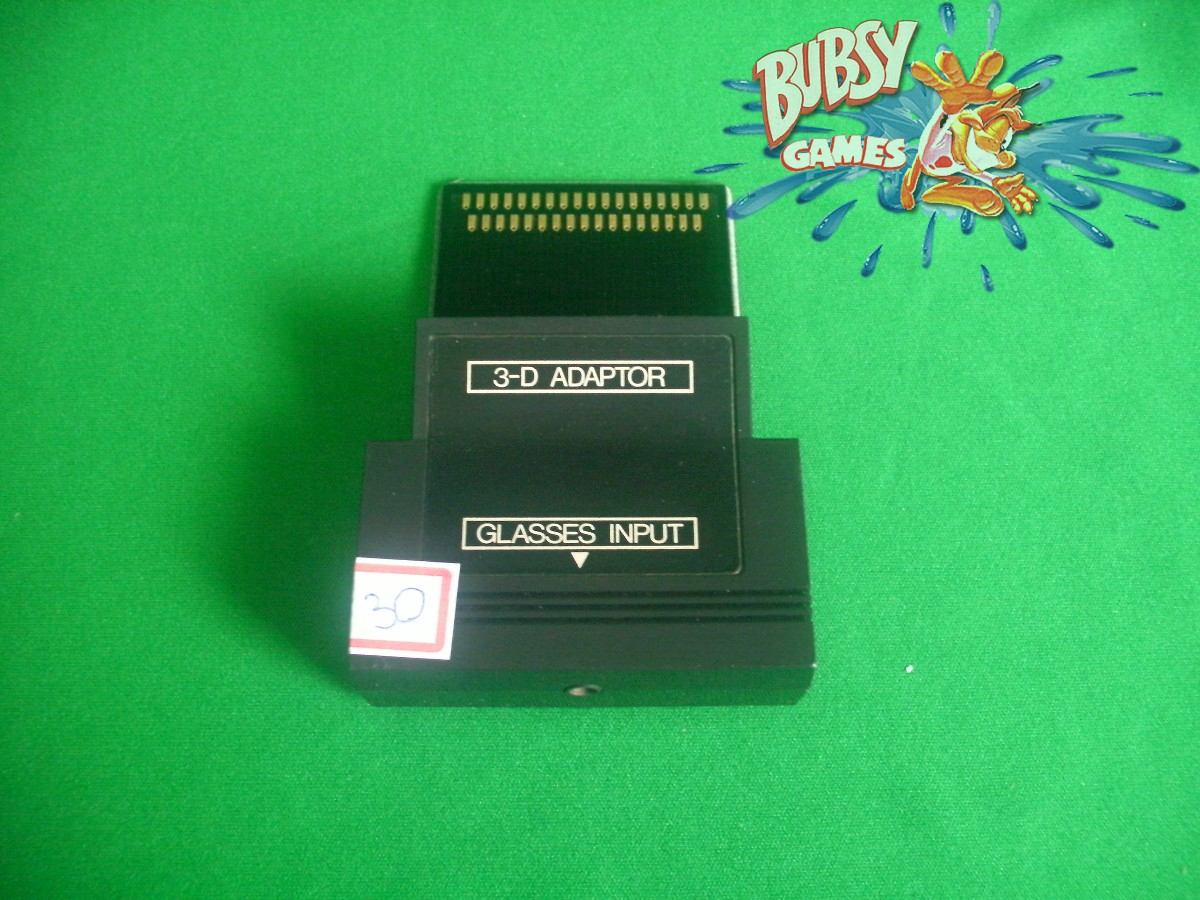 BUBSY
GAMES
3-D ADAPTOR
GLASSES INPUT
30